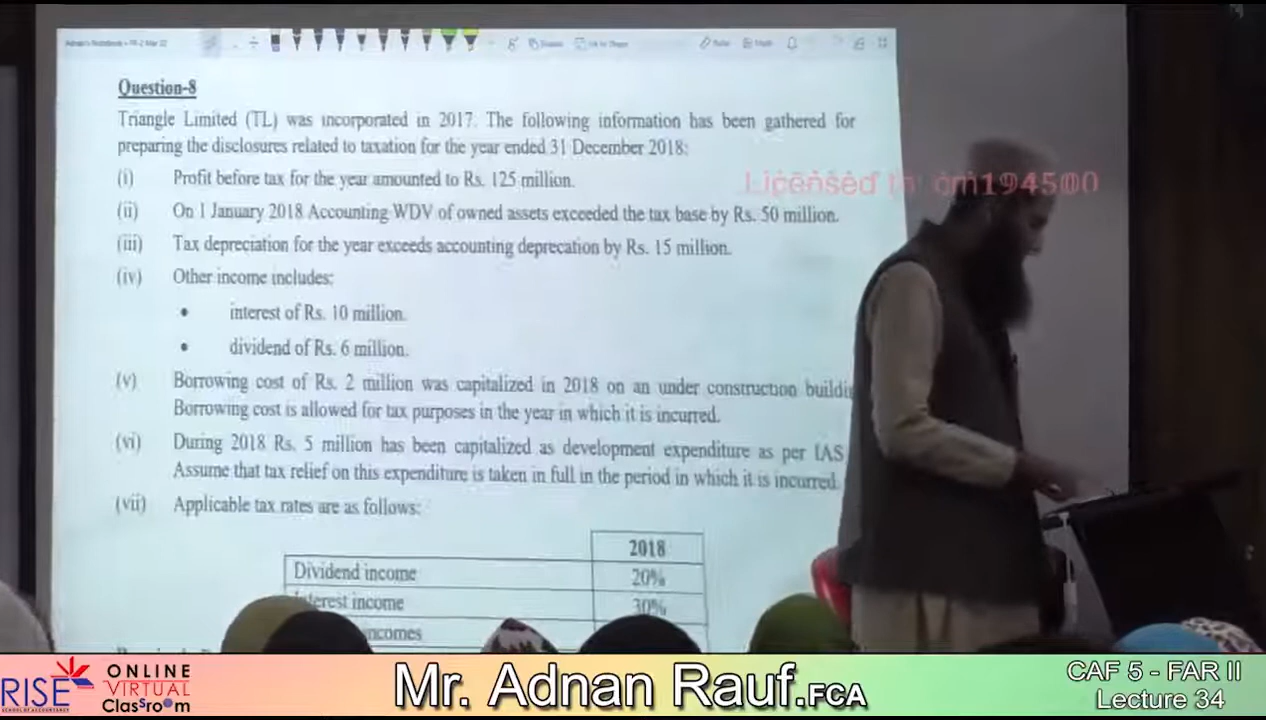 Question-8
Triangle Limited (TL) was incorporated in 2017. The following information has been gathered for
preparing the disclosures related to taxation for the year ended 31 December 2018:
(i) Profit before tax for the year amounted to Rs. 125 million.
(ii) On 1 January 2018 Accounting WDV of owned assets exceeded the tax base by Rs. 50 million.
(iii) Tax depreciation for the year exceeds accounting deprecation by Rs. 15 million.
(iv) Other income includes:
• interest of Rs. 10 million.
• dividend of Rs. 6 million.
(v) Borrowing cost of Rs. 2 million was capitalized in 2018 on an under construction
Borrowing cost is allowed for tax purposes in the year in which it is incurred.
(vi) During 2018 Rs. 5 million has been capitalized as development expenditure as per IAS
Assume that tax relief on this expenditure is taken in full in the period in which it is incurred.
(vii) Applicable tax rates are as follows:
2018
Dividend income 20%
income 30%
Licensed to: cm194500
RISE
SCHOOL OF ACCOUNTANCY
ONLINE
VIRTUAL
Classroom
Mr. Adnan Rauf.FCA
CAF 5 - FAR II
Lecture 34